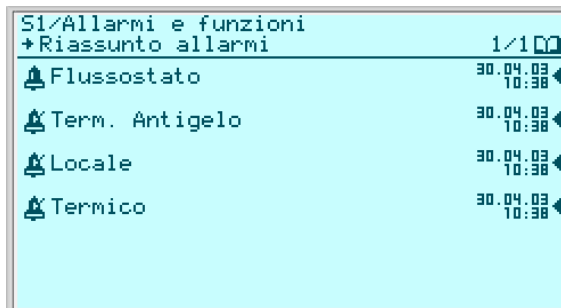 S1/Allarmi e funzioni
→Riassunto allarmi 1/1
Flussostato 30.04.03 10:38
Term. Antigelo 30.04.03 10:38
Locale 30.04.03 10:38
Termico 30.04.03 10:38